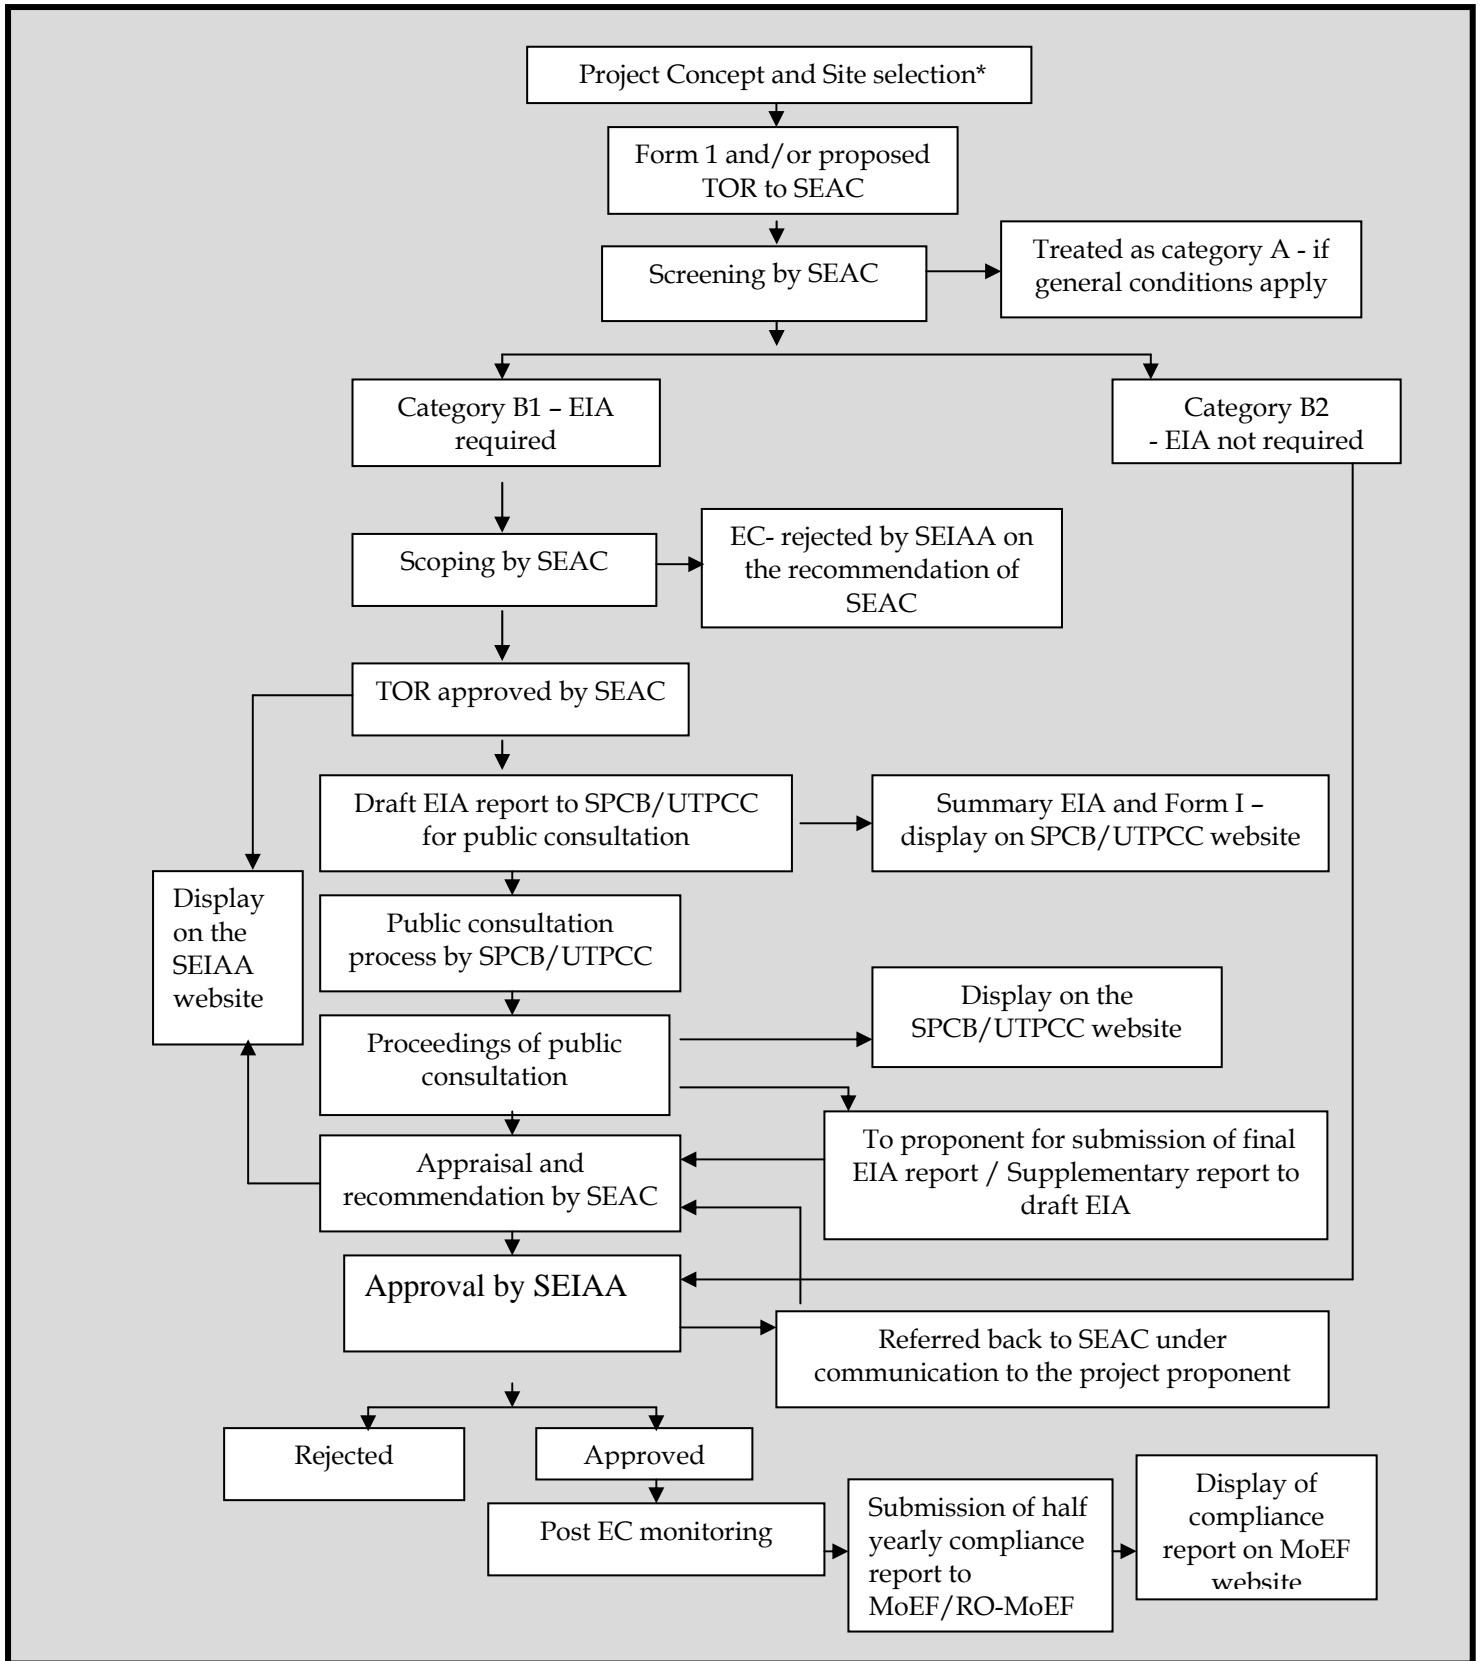 Project Concept and Site selection*
Form 1 and/or proposed
TOR to SEAC
Screening by SEAC
Treated as category A - if
general conditions apply
Category B1 – EIA
required
Category B2
- EIA not required
Scoping by SEAC
EC- rejected by SEIAA on
the recommendation of
SEAC
TOR approved by SEAC
Draft EIA report to SPCB/UTPCC
for public consultation
Summary EIA and Form I –
display on SPCB/UTPCC website
Display
on the
SEIAA
website
Public consultation
process by SPCB/UTPCC
Display on the
SPCB/UTPCC website
Proceedings of public
consultation
To proponent for submission of final
EIA report / Supplementary report to
draft EIA
Appraisal and
recommendation by SEAC
Approval by SEIAA
Referred back to SEAC under
communication to the project proponent
Rejected
Approved
Post EC monitoring
Submission of half
yearly compliance
report to
MoEF/RO-MoEF
Display of
compliance
report on MoEF
website